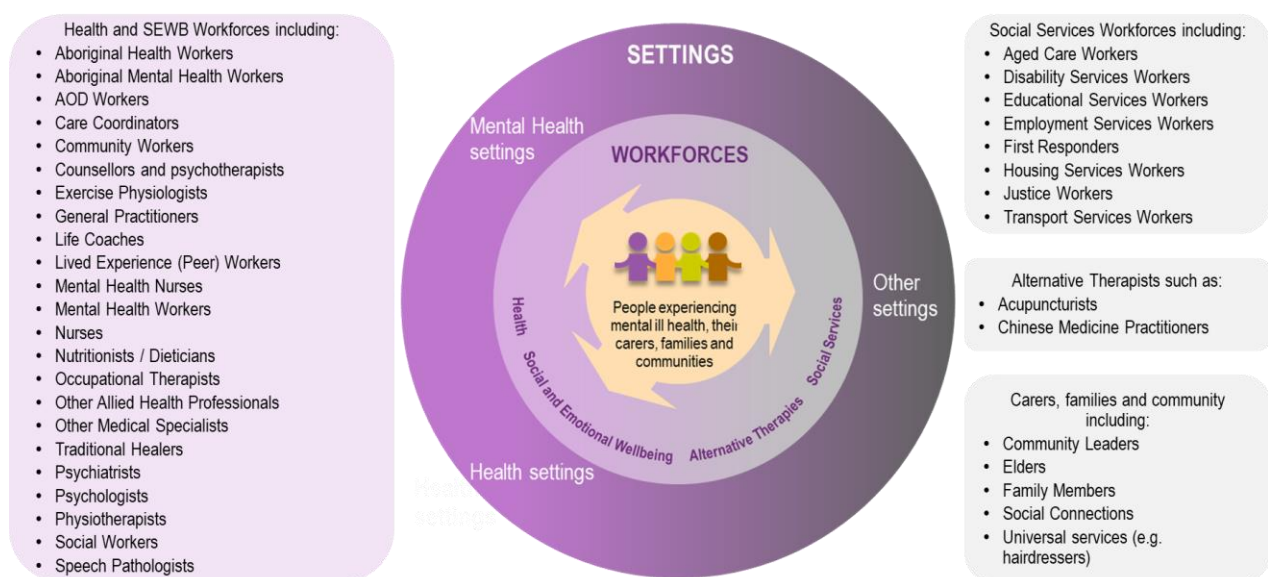 Health and SEWB Workforces including:
• Aboriginal Health Workers
• Aboriginal Mental Health Workers
• AOD Workers
• Care Coordinators
• Community Workers
• Counsellors and psychotherapists
• Exercise Physiologists
• General Practitioners
• Life Coaches
• Lived Experience (Peer) Workers
• Mental Health Nurses
• Mental Health Workers
• Nurses
• Nutritionists / Dieticians
• Occupational Therapists
• Other Allied Health Professionals
• Other Medical Specialists
• Traditional Healers
• Psychiatrists
• Psychologists
• Physiotherapists
• Social Workers
• Speech Pathologists
SETTINGS
Mental Health
settings
WORKFORCES
People experiencing
mental ill health, their
carers, families and
communities
Other
settings
Health
Social and Emotional Wellbeing
Alternative Therapies
Social Services
Health settings
Health
settings
Social Services Workforces including:
• Aged Care Workers
• Disability Services Workers
• Educational Services Workers
• Employment Services Workers
• First Responders
• Housing Services Workers
• Justice Workers
• Transport Services Workers
Alternative Therapists such as:
• Acupuncturists
• Chinese Medicine Practitioners
Carers, families and community
including:
• Community Leaders
• Elders
• Family Members
• Social Connections
• Universal services (e.g.
hairdressers)